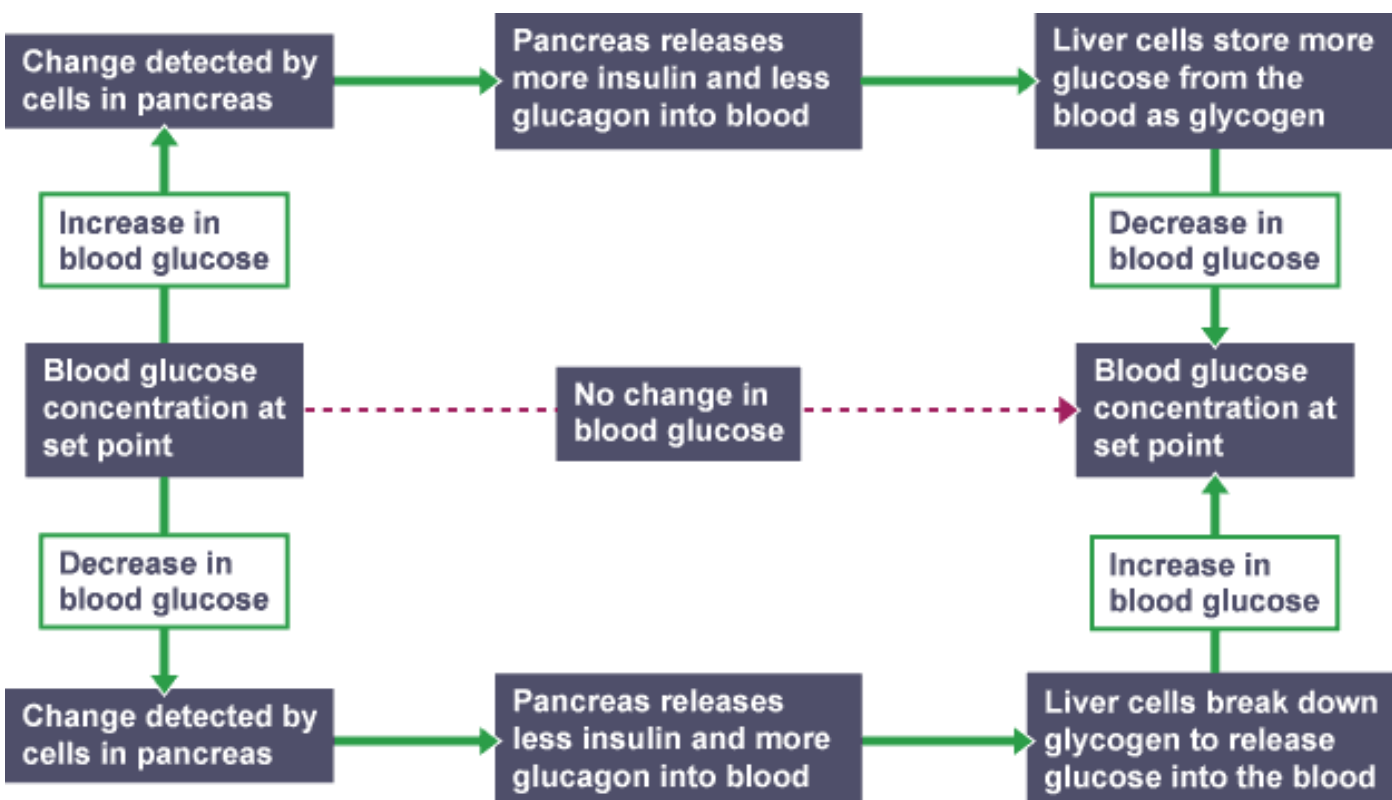 Change detected by
cells in pancreas
Pancreas releases
more insulin and less
glucagon into blood
Liver cells store more
glucose from the
blood as glycogen
Increase in
blood glucose
Decrease in
blood glucose
Blood glucose
concentration at
set point
No change in
blood glucose
Blood glucose
concentration at
set point
Decrease in
blood glucose
Increase in
blood glucose
Change detected by
cells in pancreas
Pancreas releases
less insulin and more
glucagon into blood
Liver cells break down
glycogen to release
glucose into the blood